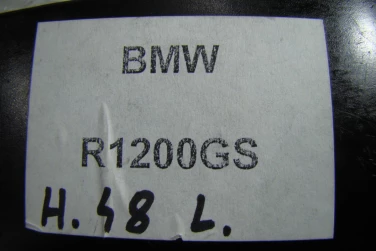 BMW
R1200GS
H. 48 L.